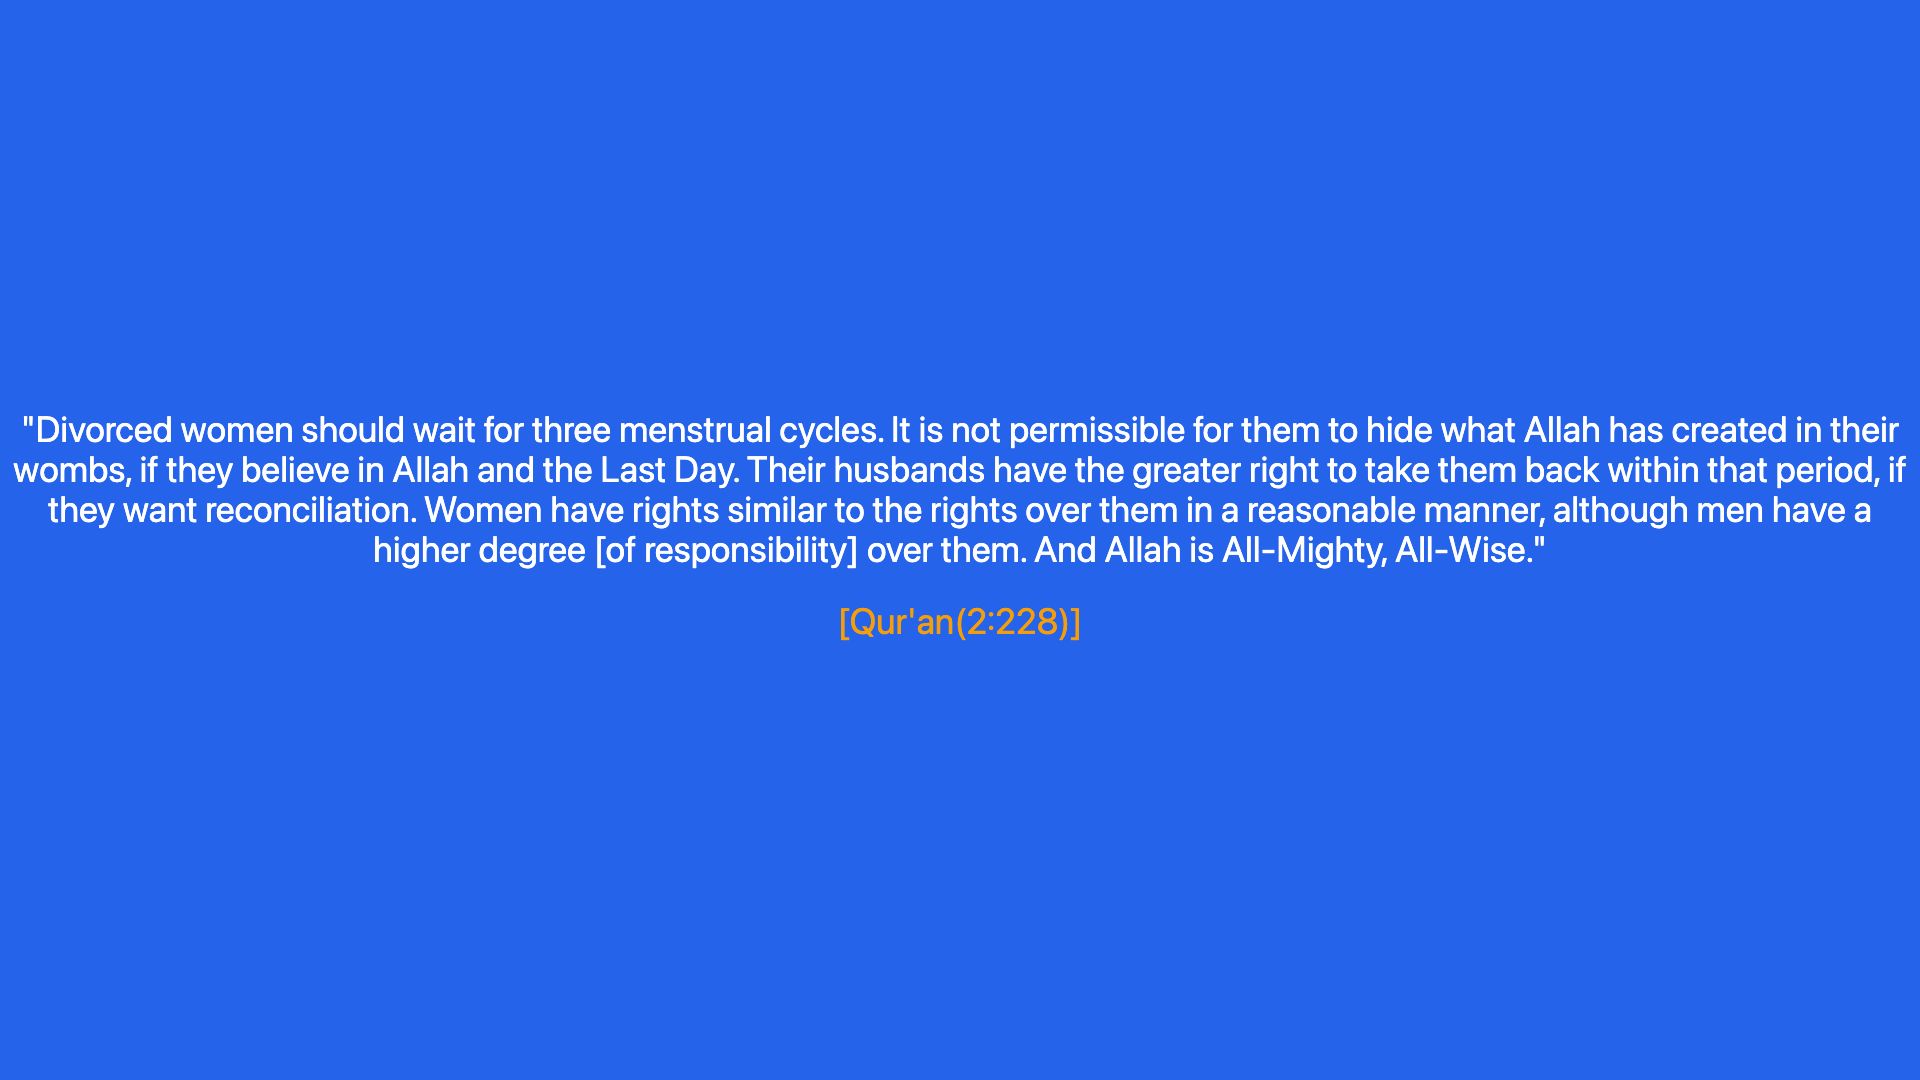 "Divorced women should wait for three menstrual cycles. It is not permissible for them to hide what Allah has created in their
wombs, if they believe in Allah and the Last Day. Their husbands have the greater right to take them back within that period, if
they want reconciliation. Women have rights similar to the rights over them in a reasonable manner, although men have a
higher degree [of responsibility] over them. And Allah is All-Mighty, All-Wise."
[Qur'an(2:228)]